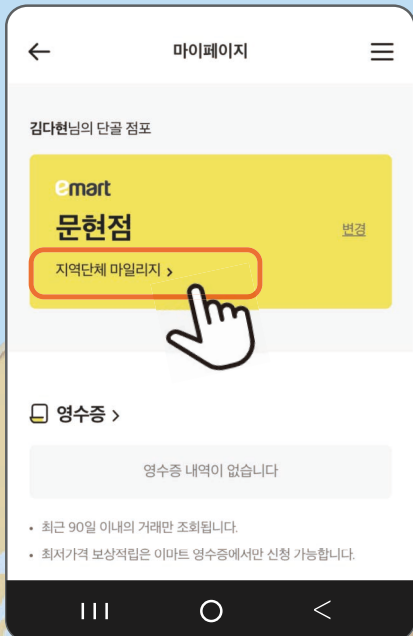 마이페이지
김다현님의 단골 점포
emart
문현점
변경
지역단체 마일리지 >
영수증 >
영수증 내역이 없습니다
• 최근 90일 이내의 거래만 조회됩니다.
• 최저가격 보상적립은 이마트 영수증에서만 신청 가능합니다.